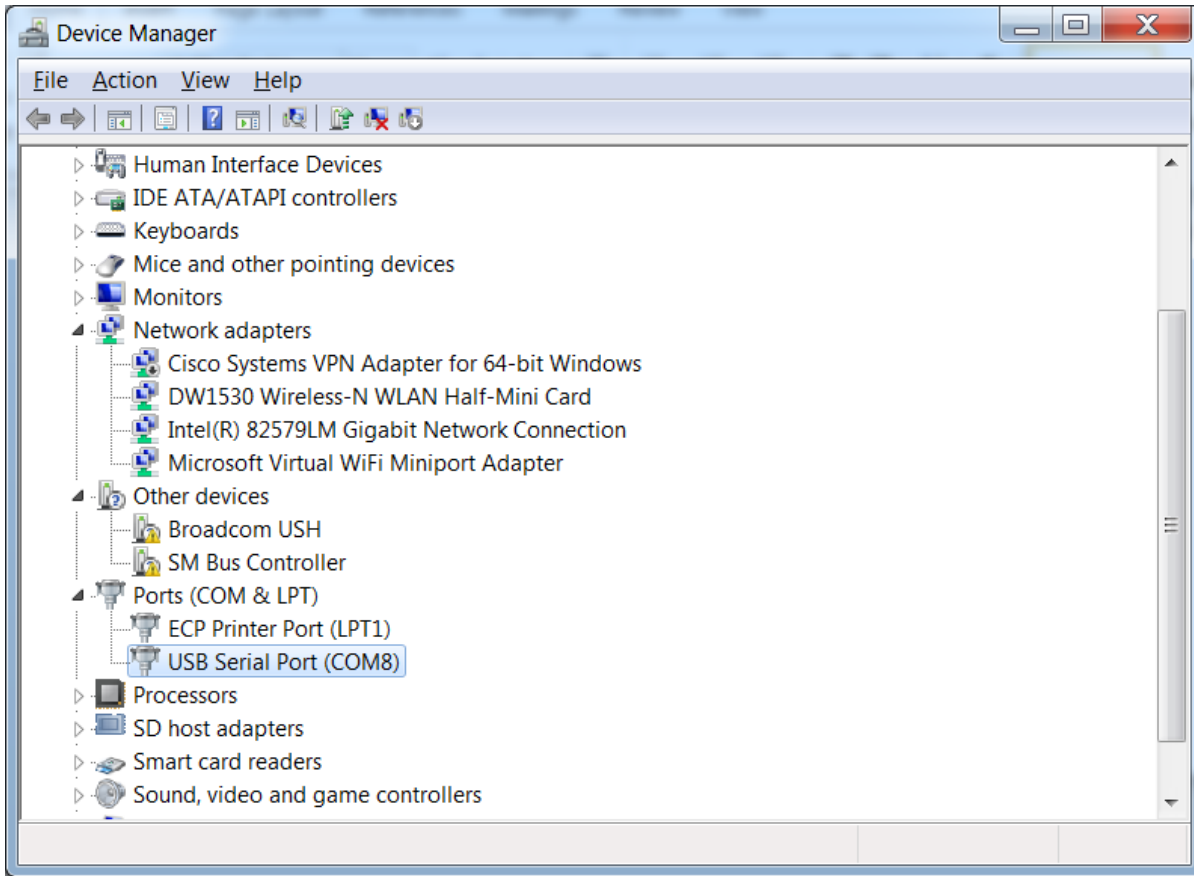 Device Manager
File Action View Help
Human Interface Devices
IDE ATA/ATAPI controllers
Keyboards
Mice and other pointing devices
Monitors
Network adapters
Cisco Systems VPN Adapter for 64-bit Windows
DW1530 Wireless-N WLAN Half-Mini Card
Intel(R) 82579LM Gigabit Network Connection
Microsoft Virtual WiFi Miniport Adapter
Other devices
Broadcom USH
SM Bus Controller
Ports (COM & LPT)
ECP Printer Port (LPT1)
USB Serial Port (COM8)
Processors
SD host adapters
Smart card readers
Sound, video and game controllers